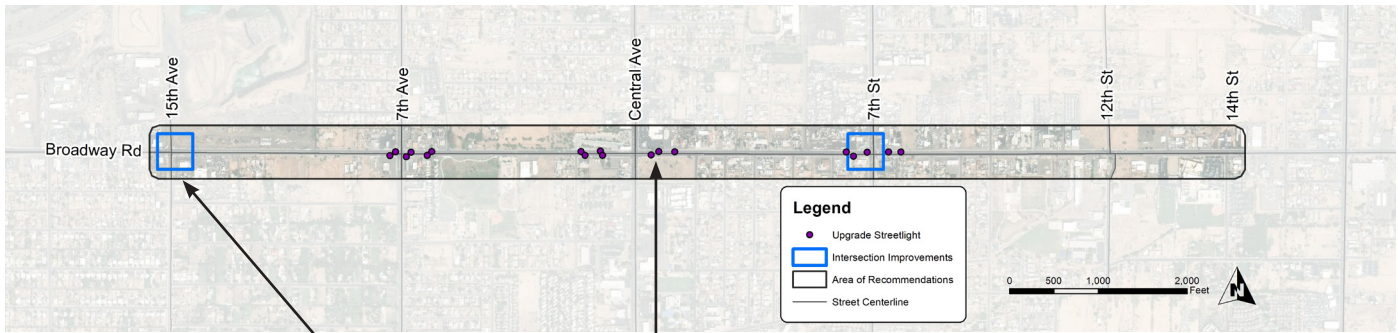 15th Ave
7th Ave
Central Ave
7th St
12th St
14th St
Broadway Rd
Legend
Upgrade Streetlight
Intersection Improvements
Area of Recommendations
Street Centerline
0 500 1,000 2,000
Feet
N